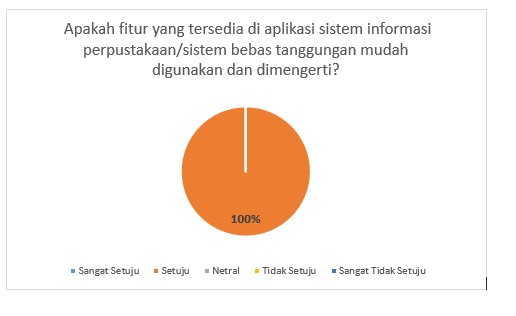 Apakah fitur yang tersedia di aplikasi sistem informasi
perpustakaan/sistem bebas tanggungan mudah
digunakan dan dimengerti?
100%
Sangat Setuju Setuju Netral Tidak Setuju Sangat Tidak Setuju